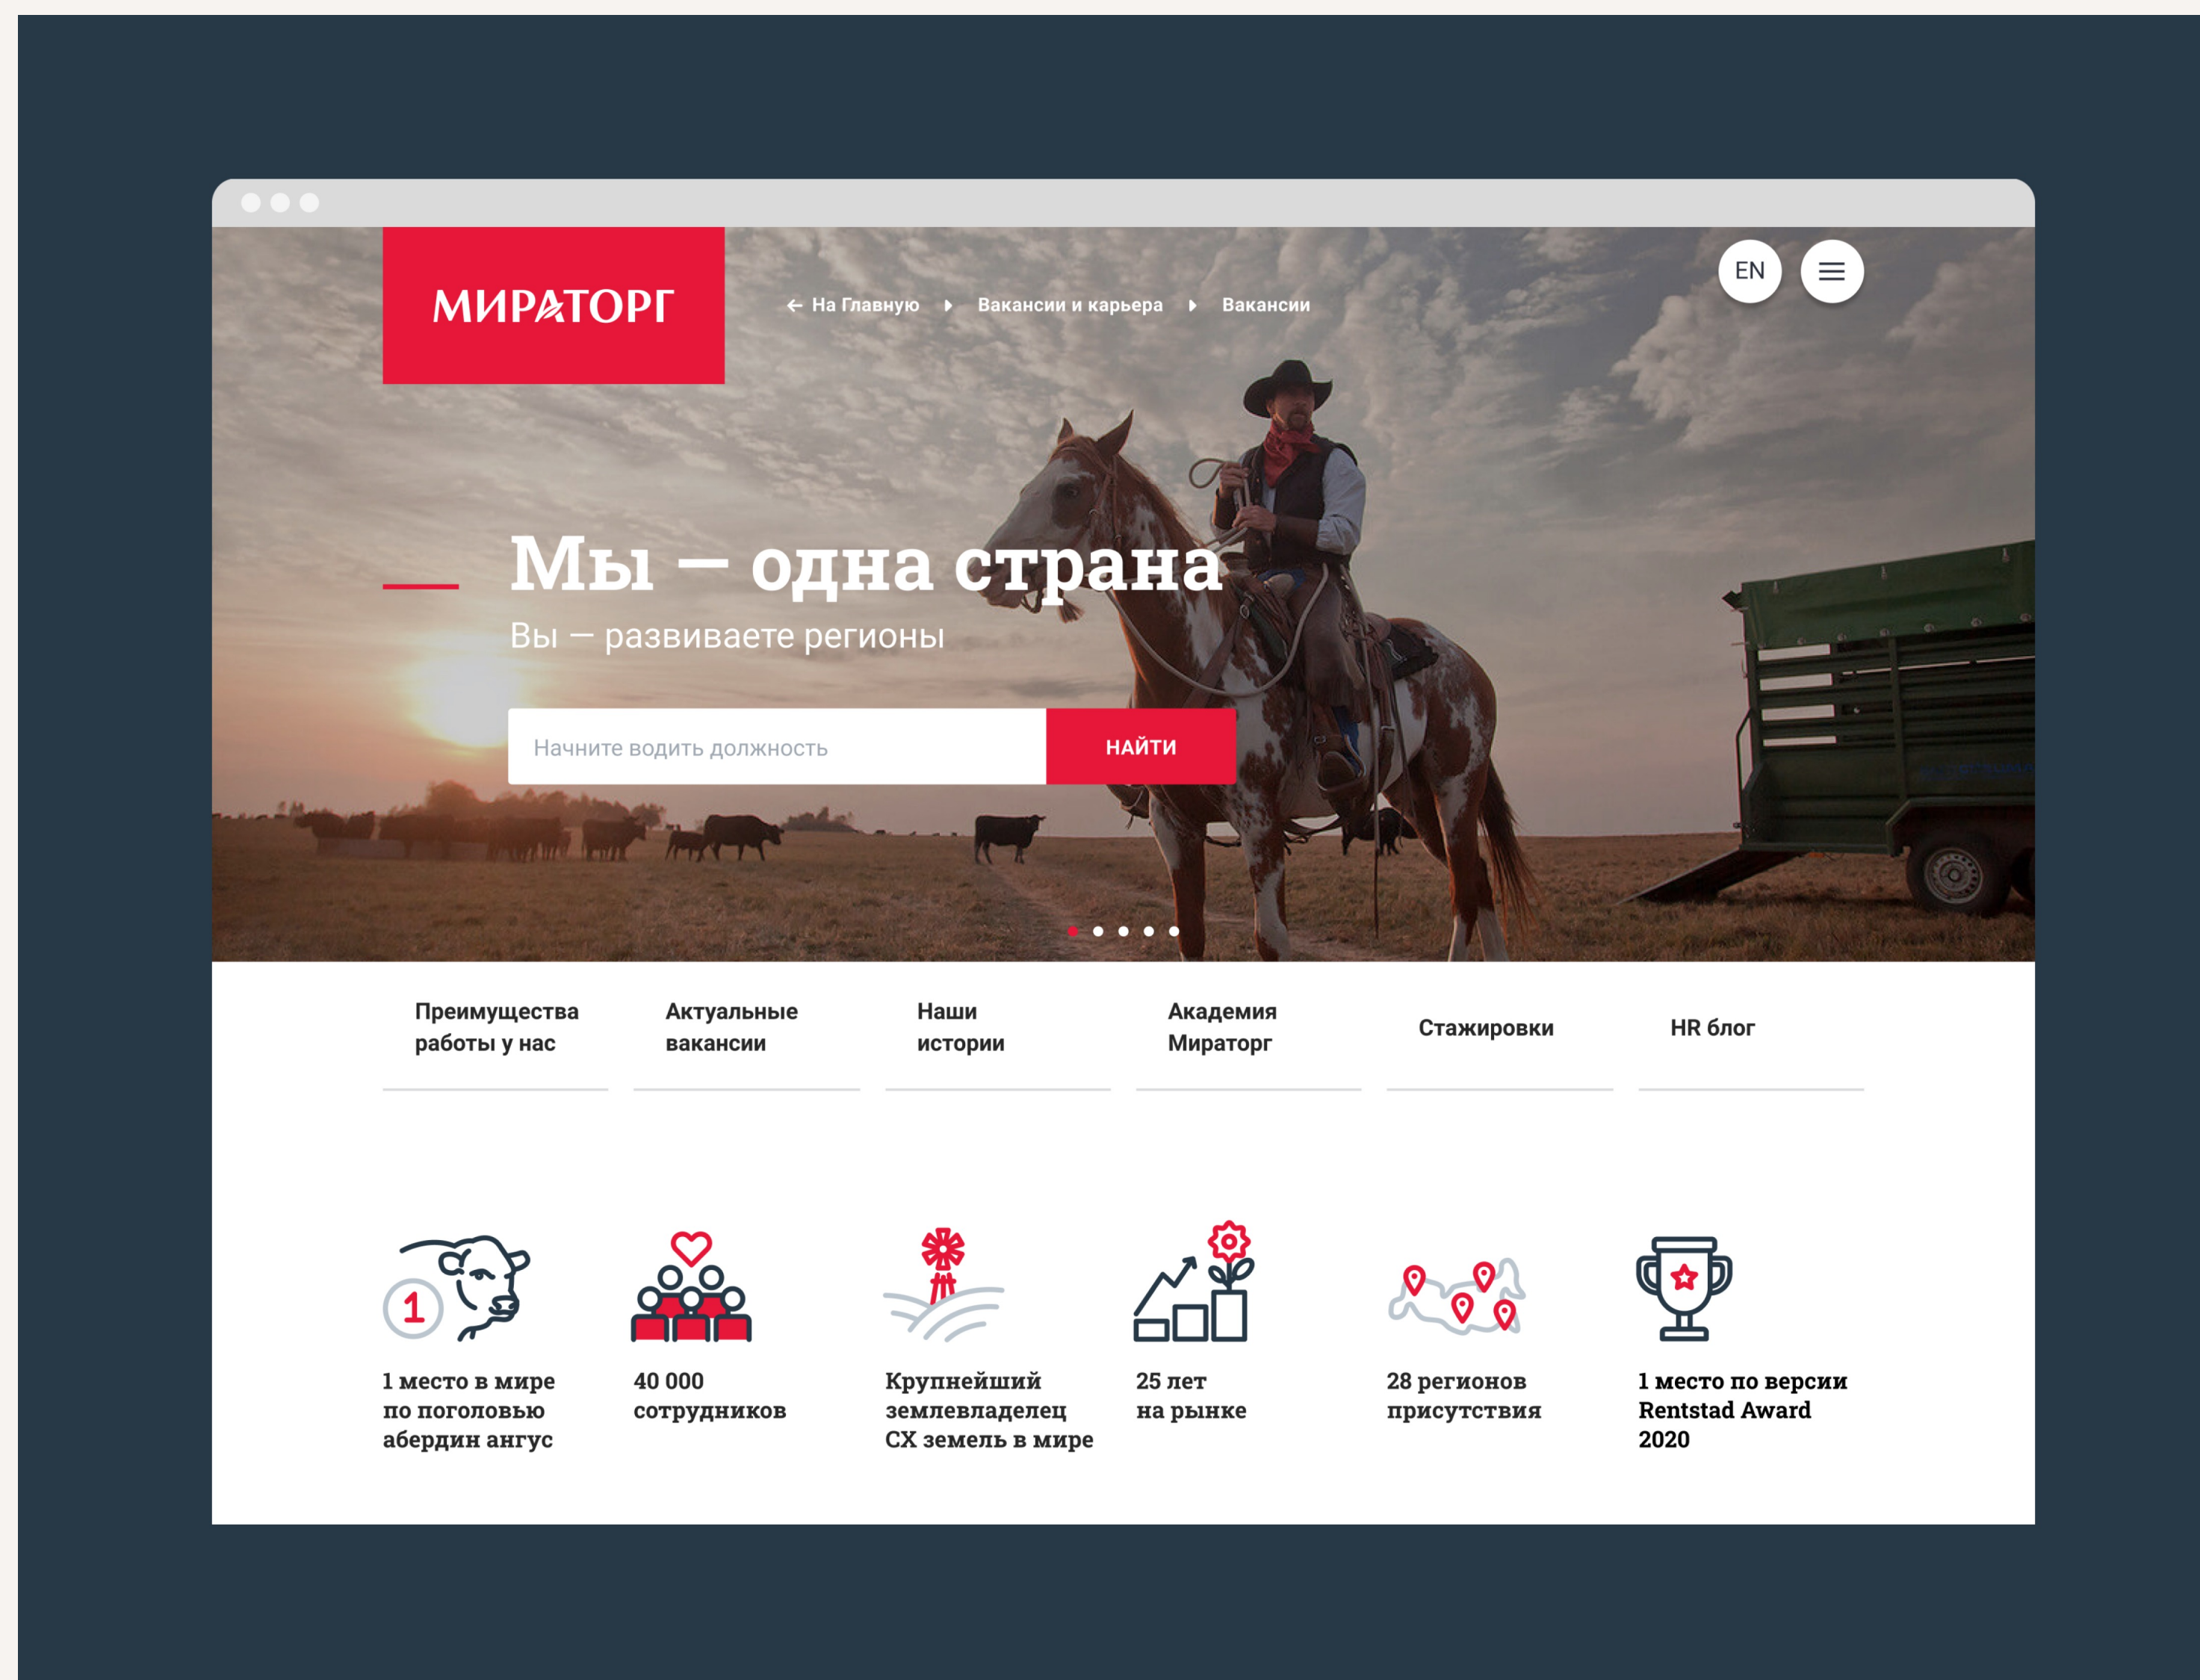 МИРАТОРГ
← На Главную
Вакансии и карьера
Вакансии
EN
Мы — одна страна
Вы — развиваете регионы
Начните водить должность
НАЙТИ
Преимущества
работы у нас
Актуальные
вакансии
Наши
истории
Академия
Мираторг
Стажировки
HR блог
1
1 место в мире
по поголовью
абердин ангус
40 000
сотрудников
Крупнейший
землевладелец
СХ земель в мире
25 лет
на рынке
28 регионов
присутствия
1 место по версии
Rentstad Award
2020